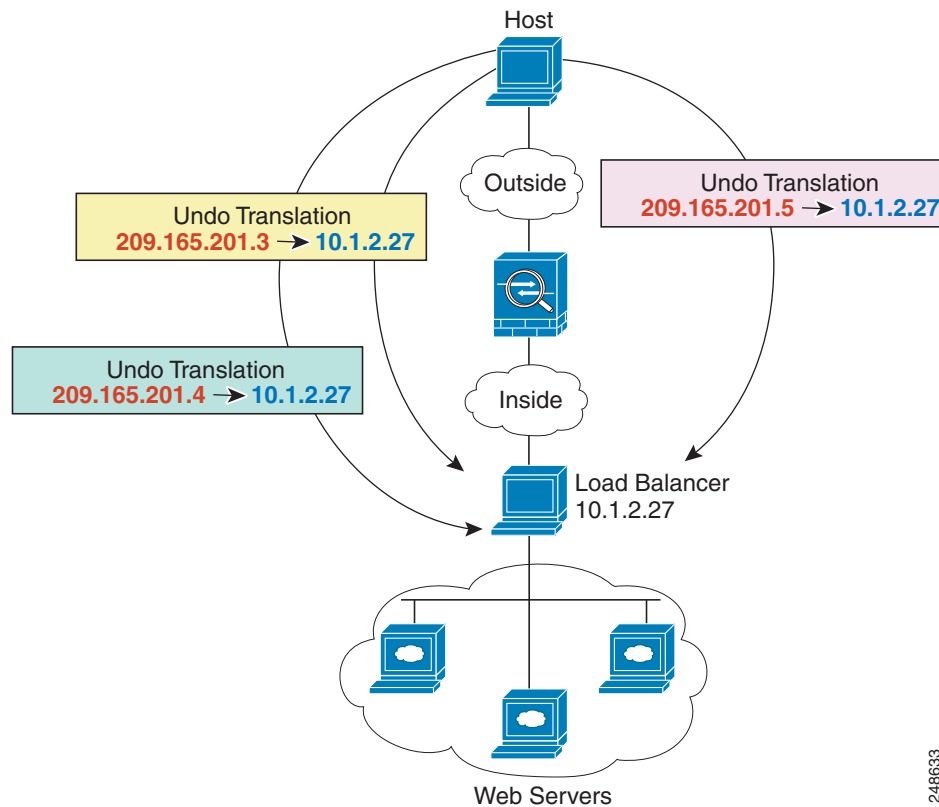 Host
Outside
Undo Translation
209.165.201.3 → 10.1.2.27
Undo Translation
209.165.201.5 → 10.1.2.27
Undo Translation
209.165.201.4 → 10.1.2.27
Inside
Load Balancer
10.1.2.27
Web Servers
248633